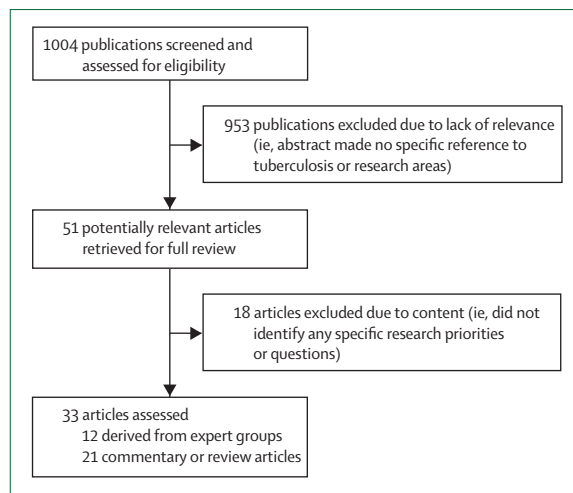 1004 publications screened and
assessed for eligibility
953 publications excluded due to lack of relevance
(ie, abstract made no specific reference to
tuberculosis or research areas)
51 potentially relevant articles
retrieved for full review
18 articles excluded due to content (ie, did not
identify any specific research priorities
or questions)
33 articles assessed
12 derived from expert groups
21 commentary or review articles